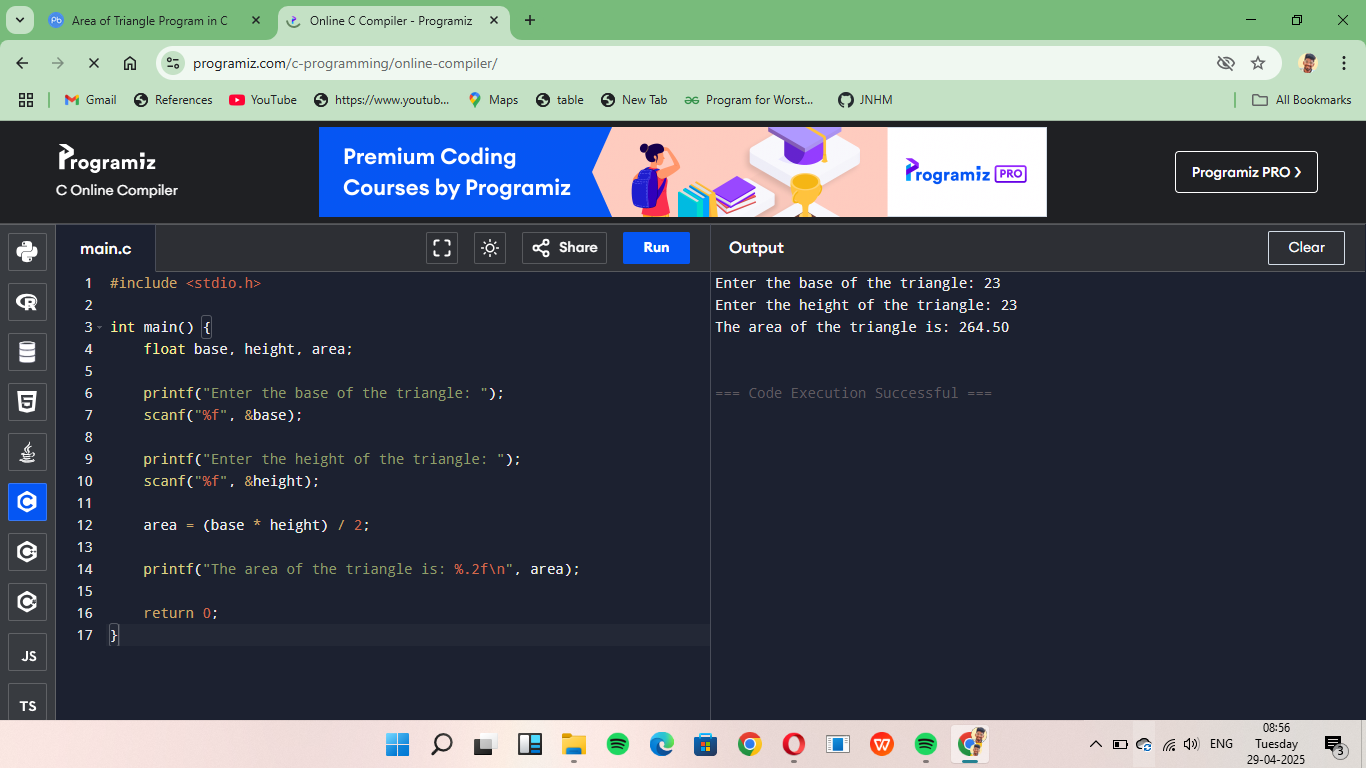 Area of Triangle Program in C
Online C Compiler - Programiz
programiz.com/c-programming/online-compiler/
Gmail
References
YouTube
https://www.youtub...
Maps
table
New Tab
Program for Worst...
JNHM
All Bookmarks
Programiz
C Online Compiler
Premium Coding
Courses by Programiz
Programiz PRO
Programiz PRO ❯
main.c
Share
Run
Output
Clear
1 #include <stdio.h>
2
3 int main() {
4 float base, height, area;
5
6 printf("Enter the base of the triangle: ");
7 scanf("%f", &base);
8
9 printf("Enter the height of the triangle: ");
10 scanf("%f", &height);
11
12 area = (base * height) / 2;
13
14 printf("The area of the triangle is: %.2f\n", area);
15
16 return 0;
17 }
Enter the base of the triangle: 23
Enter the height of the triangle: 23
The area of the triangle is: 264.50
=== Code Execution Successful ===
JS
TS
ENG
08:56
Tuesday
29-04-2025
3